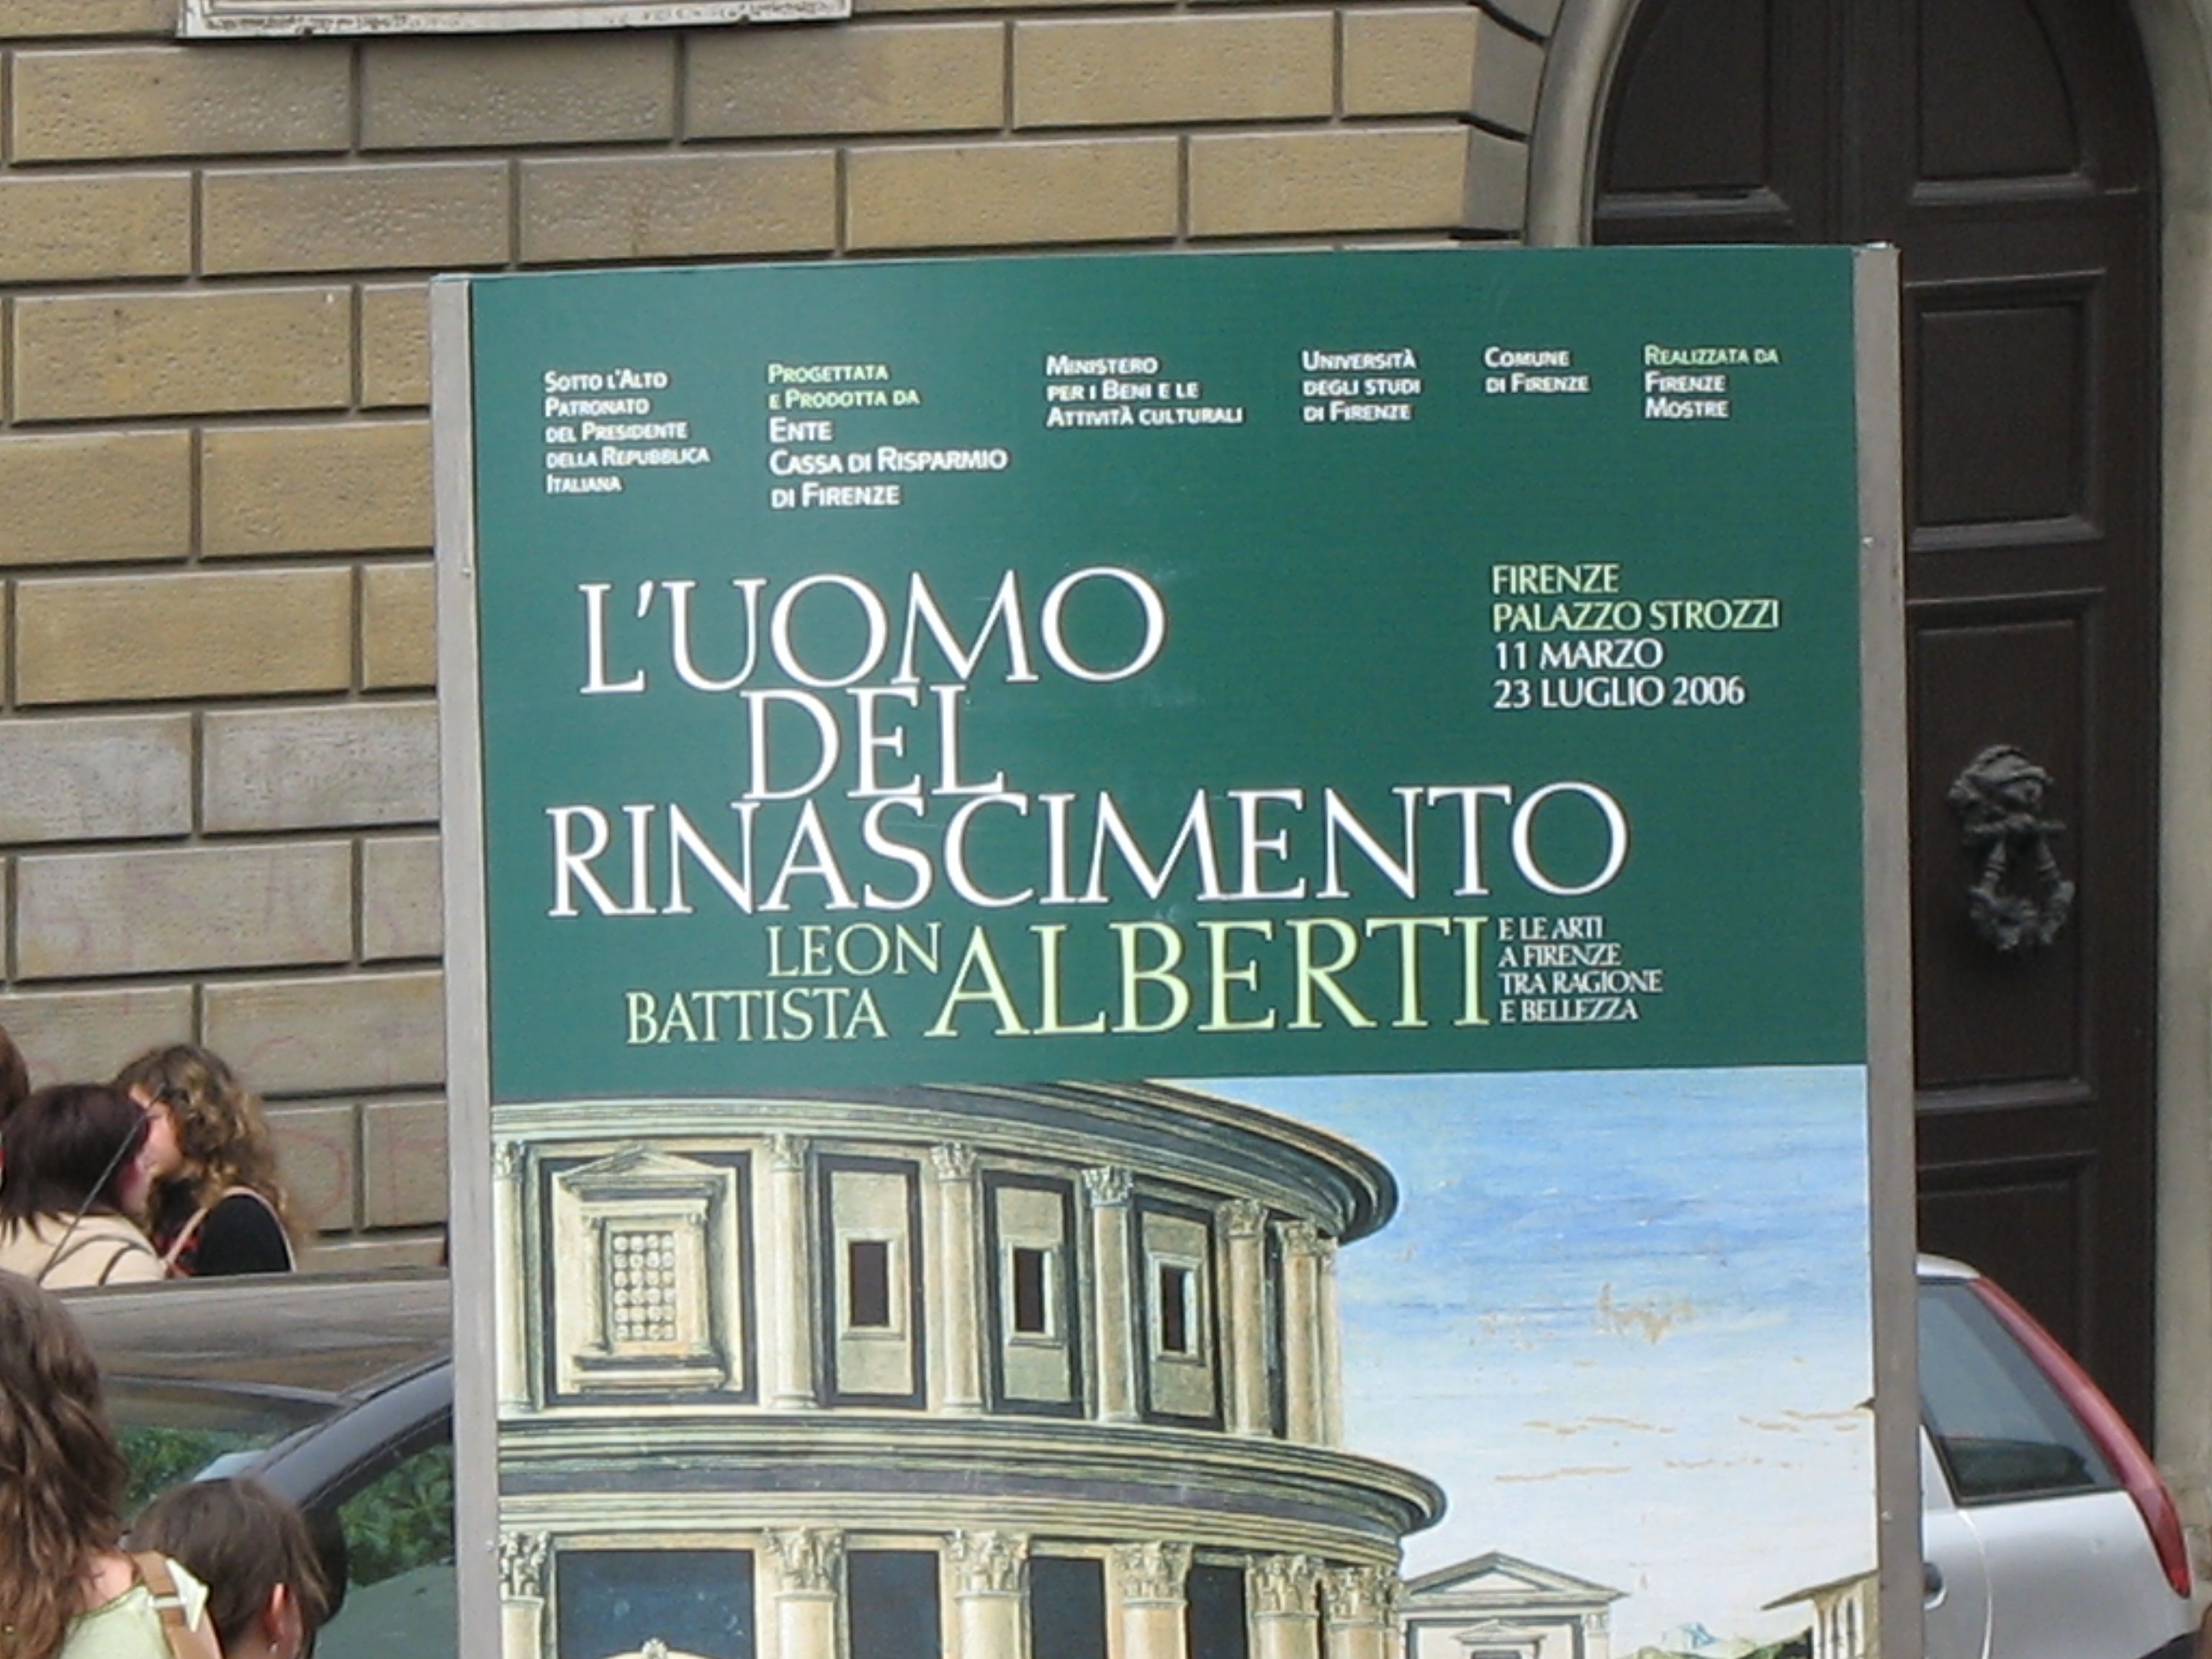 SOTTO L'ALTO
PATRONATO
DEL PRESIDENTE
DELLA REPUBBLICA
ITALIANA
PROGETTATA
E PRODOTTA DA
ENTE
CASSA DI RISPARMIO
DI FIRENZE
MINISTERO
PER I BENI E LE
ATTIVITÀ CULTURALI
UNIVERSITÀ
DEGLI STUDI
DI FIRENZE
COMUNE
DI FIRENZE
REALIZZATA DA
FIRENZE
MOSTRE
FIRENZE
PALAZZO STROZZI
11 MARZO
23 LUGLIO 2006
L'UOMO
DEL
RINASCIMENTO
LEON
BATTISTA ALBERTI
E LE ARTI
A FIRENZE
TRA RAGIONE
E BELLEZZA